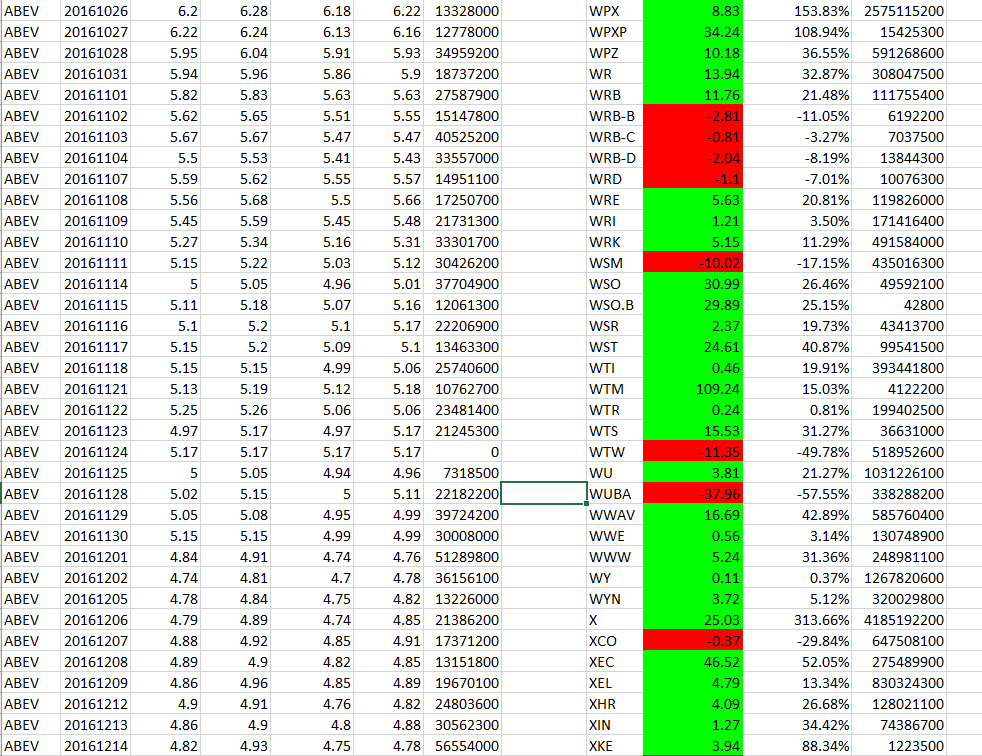 ABEV 20161026 6.2 6.28 6.18 6.22 13328000 WPX 8.83 153.83% 2575115200
ABEV 20161027 6.22 6.24 6.13 6.16 12778000 WPXP 34.24 108.94% 15425300
ABEV 20161028 5.95 6.04 5.91 5.93 34959200 WPZ 10.18 36.55% 591268600
ABEV 20161031 5.94 5.96 5.86 5.9 18737200 WR 13.94 32.87% 308047500
ABEV 20161101 5.82 5.83 5.63 5.63 27587900 WRB 11.76 21.48% 111755400
ABEV 20161102 5.62 5.65 5.51 5.55 15147800 WRB-B -2.81 -11.05% 6192200
ABEV 20161103 5.67 5.67 5.47 5.47 40525200 WRB-C -0.81 -3.27% 7037500
ABEV 20161104 5.5 5.53 5.41 5.43 33557000 WRB-D -2.04 -8.19% 13844300
ABEV 20161107 5.59 5.62 5.55 5.57 14951100 WRD -1.1 -7.01% 10076300
ABEV 20161108 5.56 5.68 5.5 5.66 17250700 WRE 5.63 20.81% 119826000
ABEV 20161109 5.45 5.59 5.45 5.48 21731300 WRI 1.21 3.50% 171416400
ABEV 20161110 5.27 5.34 5.16 5.31 33301700 WRK 5.15 11.29% 491584000
ABEV 20161111 5.15 5.22 5.03 5.12 30426200 WSM -10.02 -17.15% 435016300
ABEV 20161114 5 5.05 4.96 5.01 37704900 WSO 30.99 26.46% 49592100
ABEV 20161115 5.11 5.18 5.07 5.16 12061300 WSO.B 29.89 25.15% 42800
ABEV 20161116 5.1 5.2 5.1 5.17 22206900 WSR 2.37 19.73% 43413700
ABEV 20161117 5.15 5.2 5.09 5.1 13463300 WST 24.61 40.87% 99541500
ABEV 20161118 5.15 5.15 4.99 5.06 25740600 WTI 0.46 19.91% 393441800
ABEV 20161121 5.13 5.19 5.12 5.18 10762700 WTM 109.24 15.03% 4122200
ABEV 20161122 5.25 5.26 5.06 5.06 23481400 WTR 0.24 0.81% 199402500
ABEV 20161123 4.97 5.17 4.97 5.17 21245300 WTS 15.53 31.27% 36631000
ABEV 20161124 5.17 5.17 5.17 5.17 0 WTW -11.35 -49.78% 518952600
ABEV 20161125 5 5.05 4.94 4.96 7318500 WU 3.81 21.27% 1031226100
ABEV 20161128 5.02 5.15 5 5.11 22182200 WUBA -37.96 -57.55% 338288200
ABEV 20161129 5.05 5.08 4.95 4.99 39724200 WWAV 16.69 42.89% 585760400
ABEV 20161130 5.15 5.15 4.99 4.99 30008000 WWE 0.56 3.14% 130748900
ABEV 20161201 4.84 4.91 4.74 4.76 51289800 WWW 5.24 31.36% 248981100
ABEV 20161202 4.74 4.81 4.7 4.78 36156100 WY 0.11 0.37% 1267820600
ABEV 20161205 4.78 4.84 4.75 4.82 13226000 WYN 3.72 5.12% 320029800
ABEV 20161206 4.79 4.89 4.74 4.85 21386200 X 25.03 313.66% 4185192200
ABEV 20161207 4.88 4.92 4.85 4.91 17371200 XCO -0.37 -29.84% 647508100
ABEV 20161208 4.89 4.9 4.82 4.85 13151800 XEC 46.52 52.05% 275489900
ABEV 20161209 4.86 4.96 4.85 4.89 19670100 XEL 4.79 13.34% 830324300
ABEV 20161212 4.9 4.91 4.76 4.82 24803600 XHR 4.09 26.68% 128021100
ABEV 20161213 4.86 4.9 4.8 4.88 30562300 XIN 1.27 34.42% 74386700
ABEV 20161214 4.82 4.93 4.75 4.78 56554000 XKE 3.94 88.34% 1223500